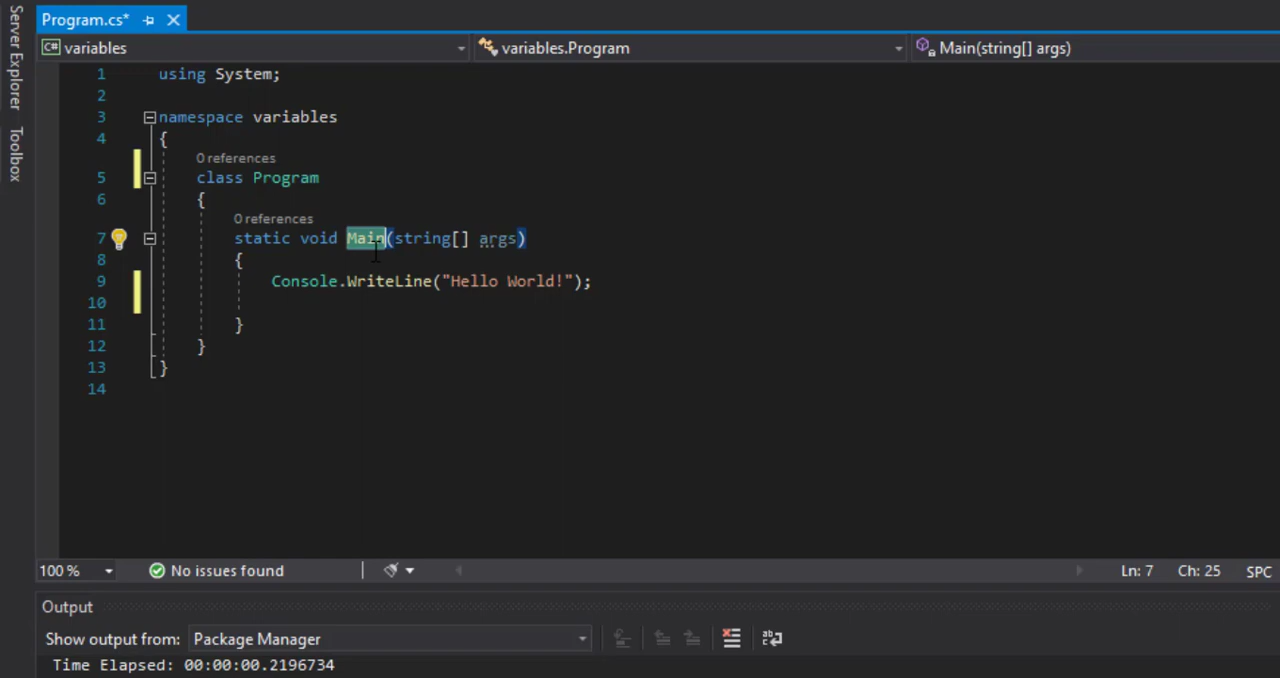 Server Explorer
Toolbox
Program.cs*
C# variables
variables.Program
Main(string[] args)
1 using System;
2
3 namespace variables
4 {
0 references
5 class Program
6 {
0 references
7 static void Main(string[] args)
8 {
9 Console.WriteLine("Hello World!");
10
11 }
12 }
13 }
14
100 %
No issues found
Ln: 7 Ch: 25 SPC
Output
Show output from: Package Manager
Time Elapsed: 00:00:00.2196734